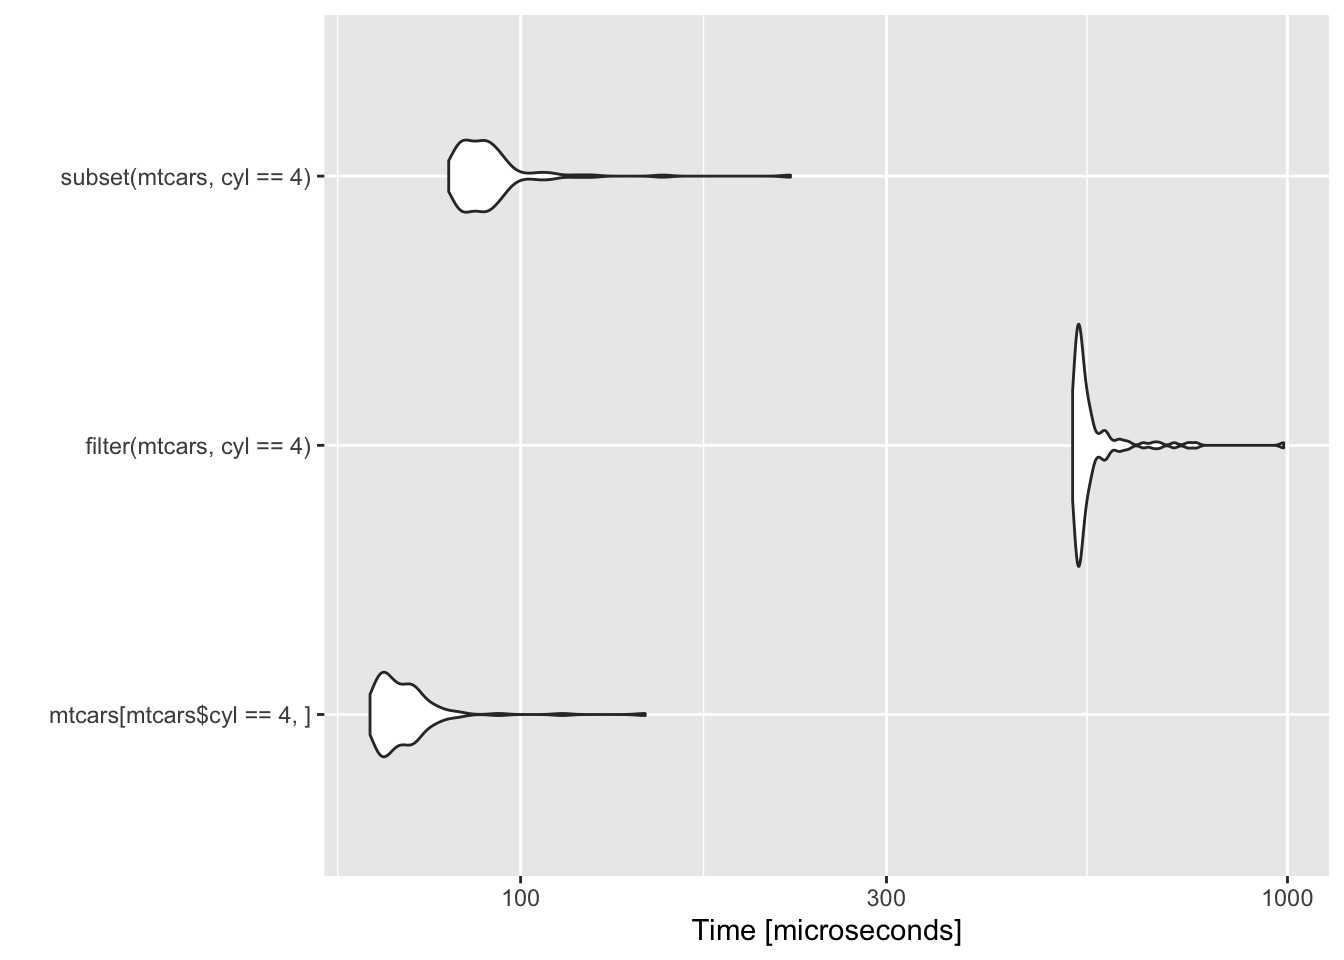 subset(mtcars, cyl == 4)
filter(mtcars, cyl == 4)
mtcars[mtcars$cyl == 4, ]
100 300 1000
Time [microseconds]